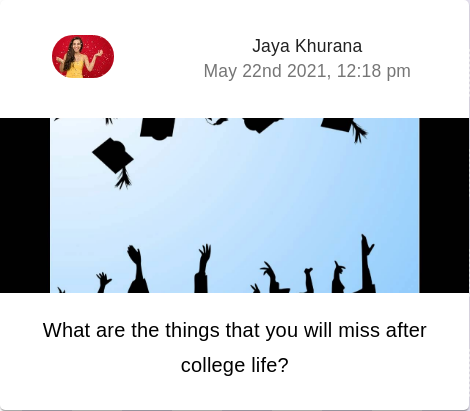 Jaya Khurana
May 22nd 2021, 12:18 pm
What are the things that you will miss after
college life?